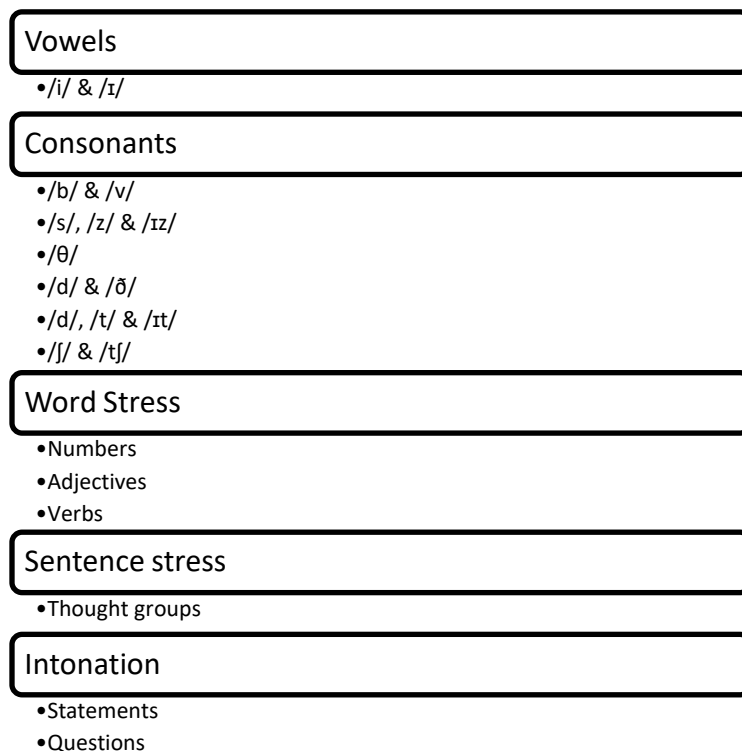 Vowels
•/i/ & /ɪ/
Consonants
•/b/ & /v/
•/s/, /z/ & /ɪz/
•/θ/
•/d/ & /ð/
•/d/, /t/ & /ɪt/
•/ʃ/ & /tʃ/
Word Stress
•Numbers
•Adjectives
•Verbs
Sentence stress
•Thought groups
Intonation
•Statements
•Questions